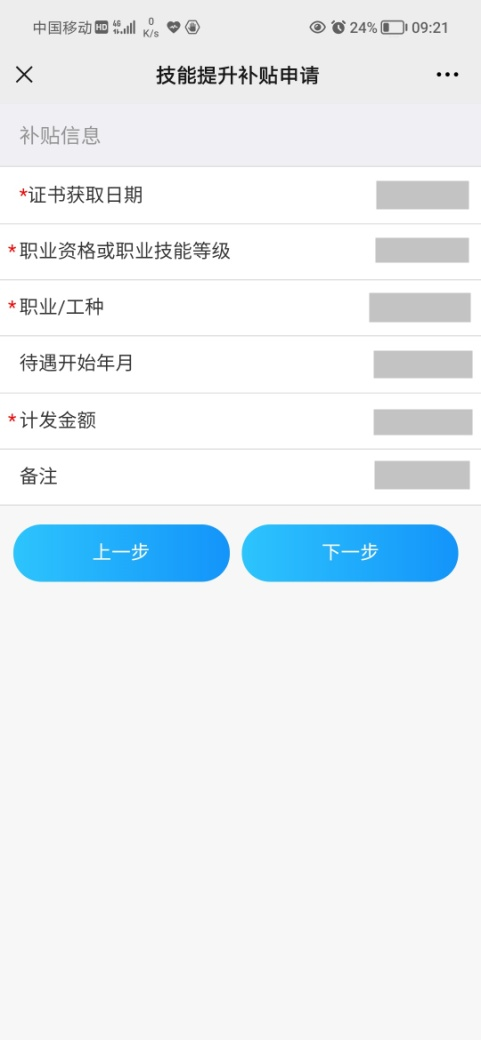 中国移动 HD 4G 0 K/s 24% 09:21
技能提升补贴申请
补贴信息
*证书获取日期
*职业资格或职业技能等级
*职业/工种
待遇开始年月
*计发金额
备注
上一步 下一步